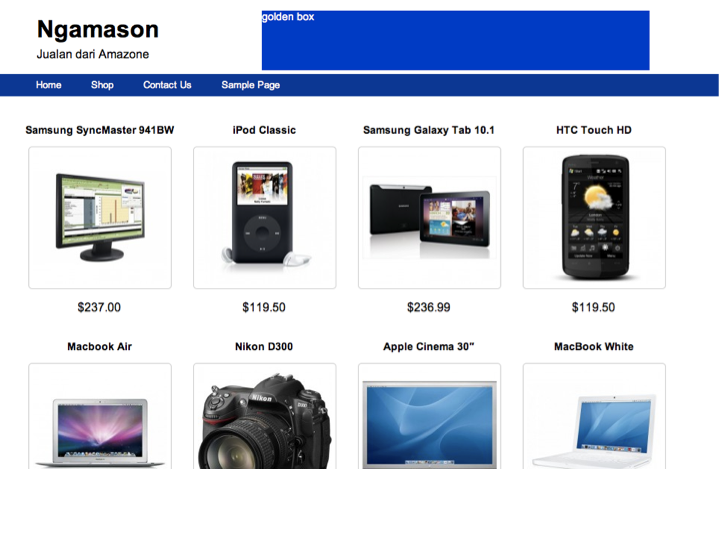 Ngamason
golden box
Jualan dari Amazone
Home Shop Contact Us Sample Page
Samsung SyncMaster 941BW iPod Classic Samsung Galaxy Tab 10.1 HTC Touch HD
$237.00 $119.50 $236.99 $119.50
Macbook Air Nikon D300 Apple Cinema 30" MacBook White
Nikon